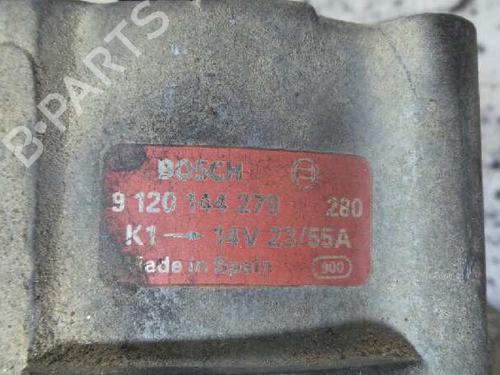 BOSCH
9 120 144 279 280
K1 → 14V 23/55A
Made in Spain 900
B-PARTS